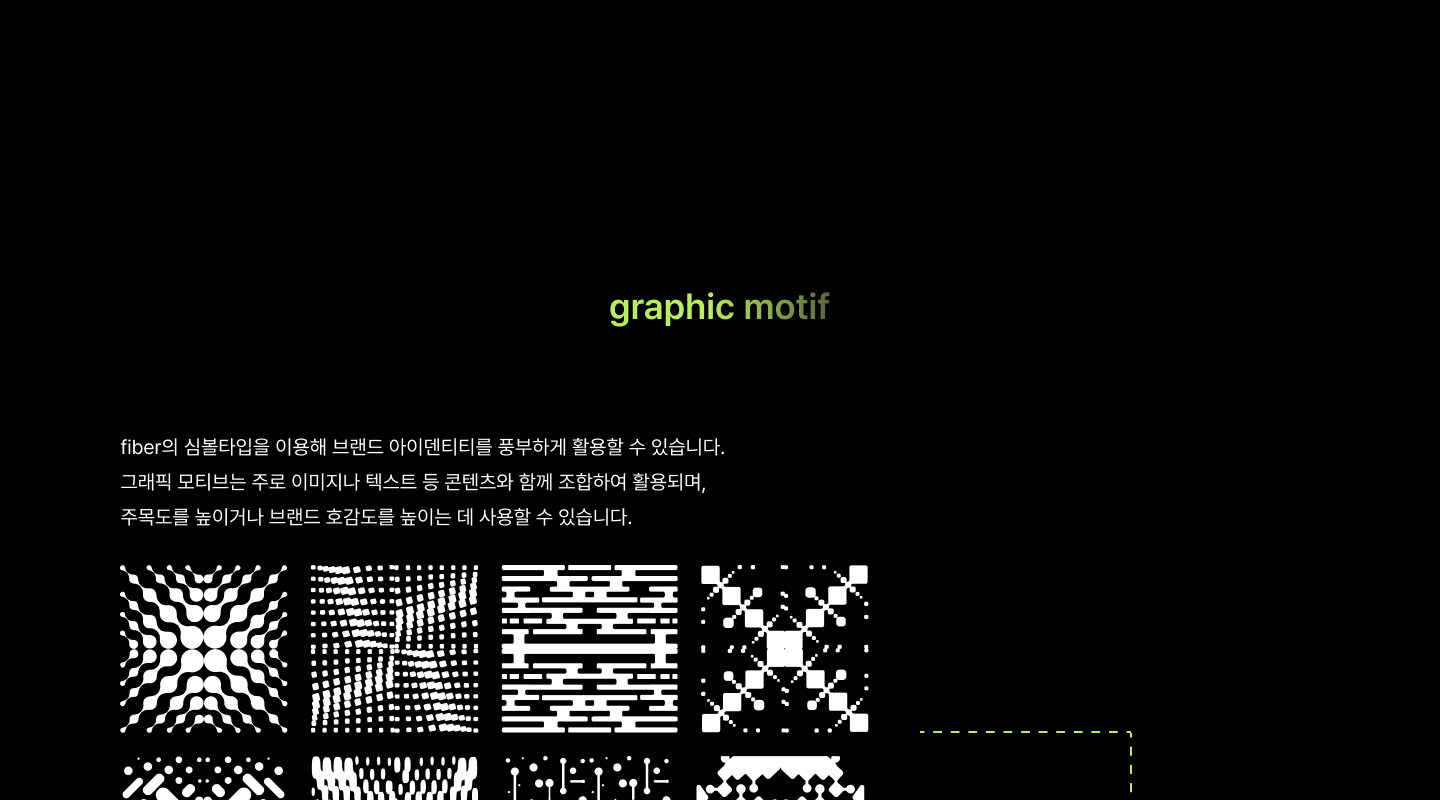 graphic motif
fiber의 심볼타입을 이용해 브랜드 아이덴티티를 풍부하게 활용할 수 있습니다.
그래픽 모티브는 주로 이미지나 텍스트 등 콘텐츠와 함께 조합하여 활용되며,
주목도를 높이거나 브랜드 호감도를 높이는 데 사용할 수 있습니다.